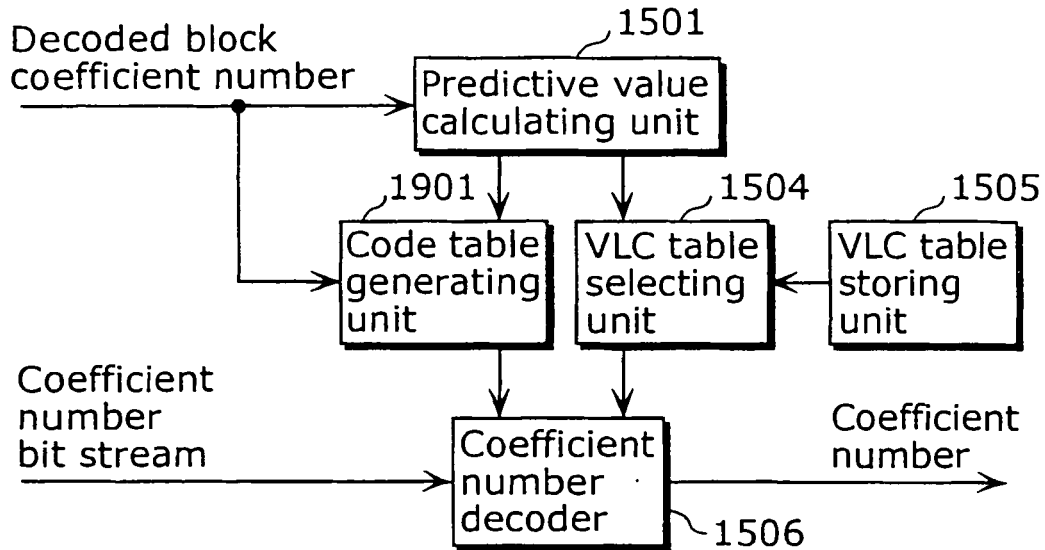 1501
Decoded block
coefficient number
Predictive value
calculating unit
1901
1504
1505
Code table
generating
unit
VLC table
selecting
unit
VLC table
storing
unit
Coefficient
number
bit stream
Coefficient
number
decoder
Coefficient
number
1506